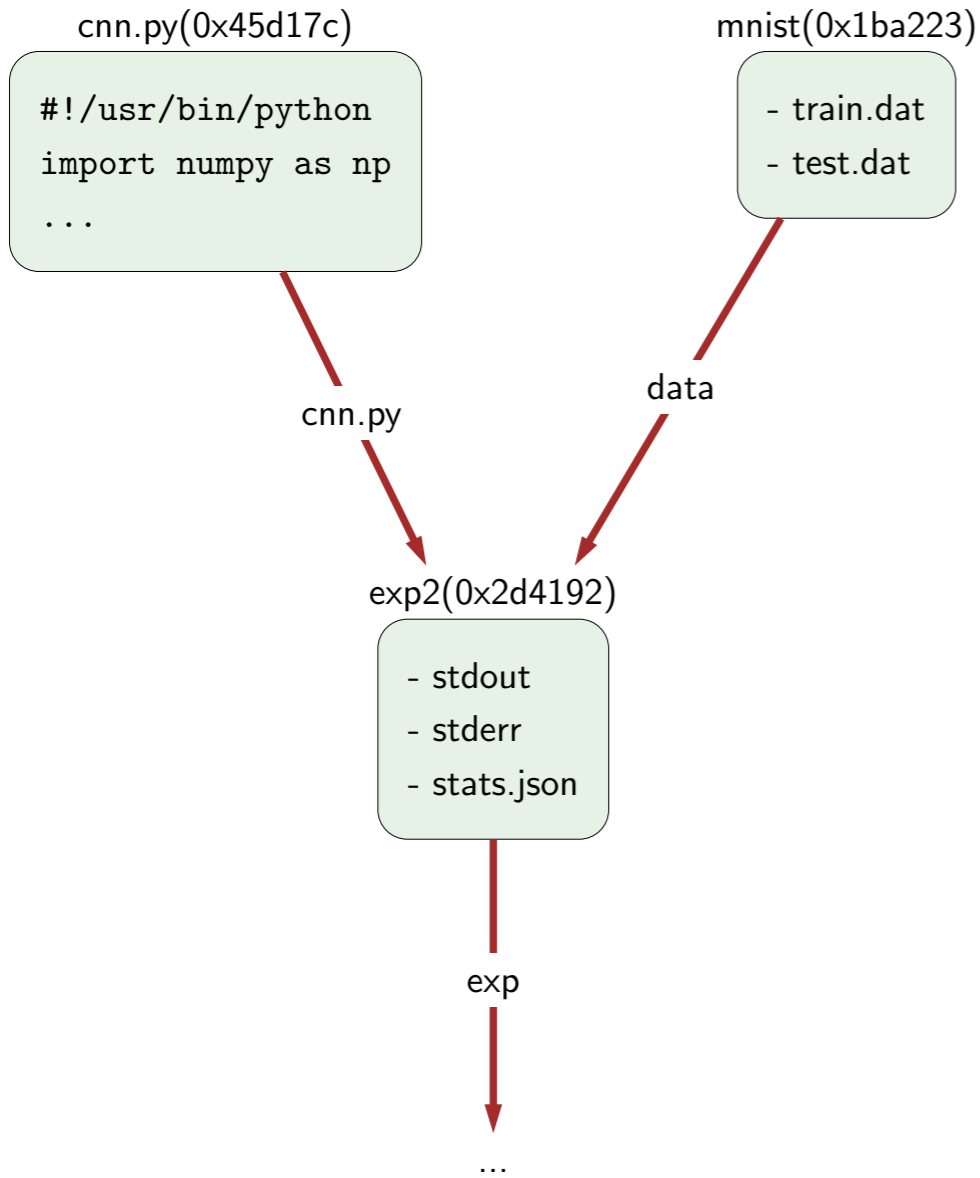 cnn.py(0x45d17c)
#!/usr/bin/python
import numpy as np
...
mnist(0x1ba223)
- train.dat
- test.dat
cnn.py
data
exp2(0x2d4192)
- stdout
- stderr
- stats.json
exp
...